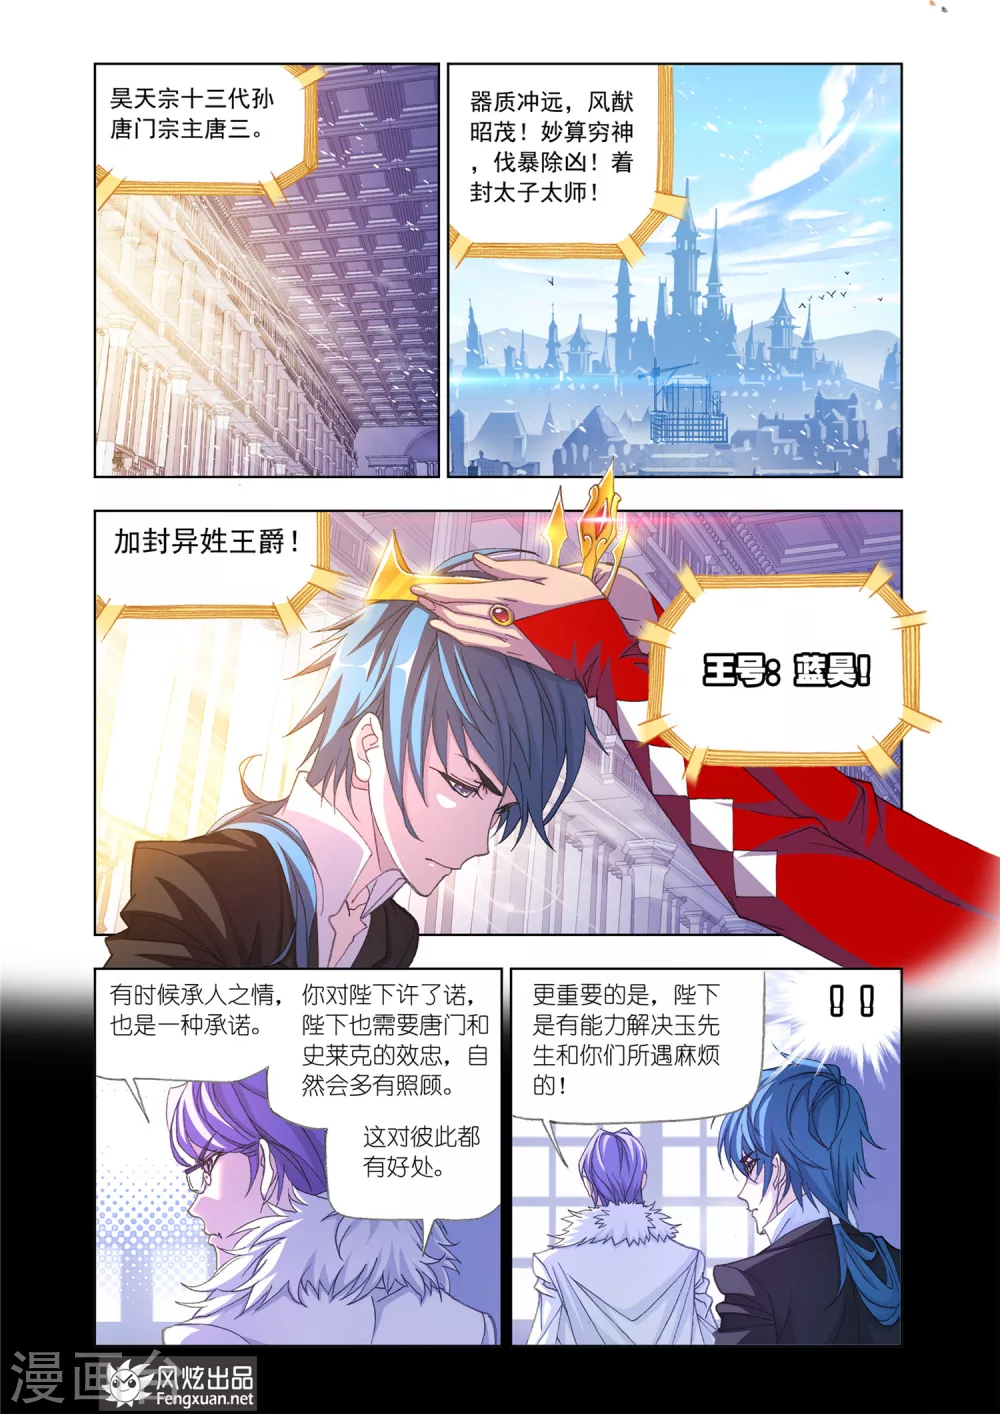 昊天宗十三代孙
唐门宗主唐三。
器质冲远，风猷
昭茂！妙算穷神
，伐暴除凶！着
封太子太师！
加封异姓王爵！
王号：蓝昊！
有时候承人之情，
也是一种承诺。
你对陛下许了诺，
陛下也需要唐门和
史莱克的效忠，自
然会多有照顾。
这对彼此都
有好处。
更重要的是，陛下
是有能力解决玉先
生和你们所遇麻烦
的！
！！
漫画台
风炫出品
Fengxuan.net